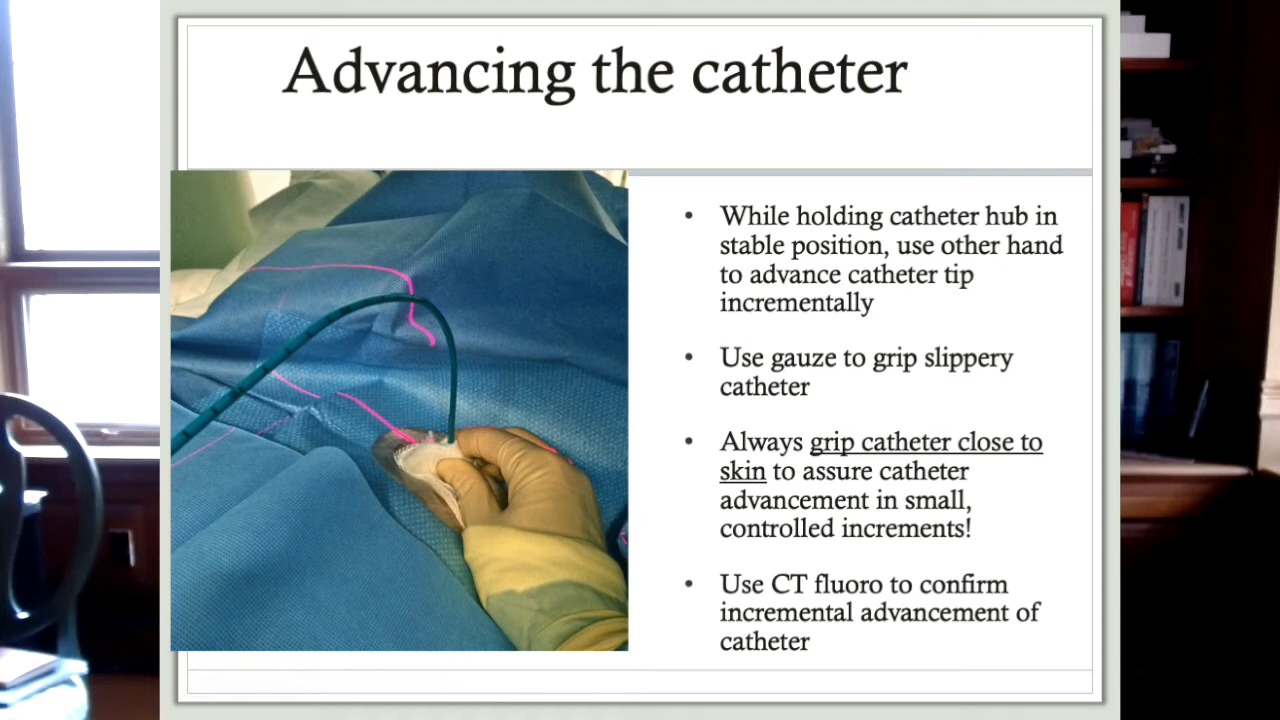 Advancing the catheter
• While holding catheter hub in
stable position, use other hand
to advance catheter tip
incrementally
• Use gauze to grip slippery
catheter
• Always grip catheter close to
skin to assure catheter
advancement in small,
controlled increments!
• Use CT fluoro to confirm
incremental advancement of
catheter